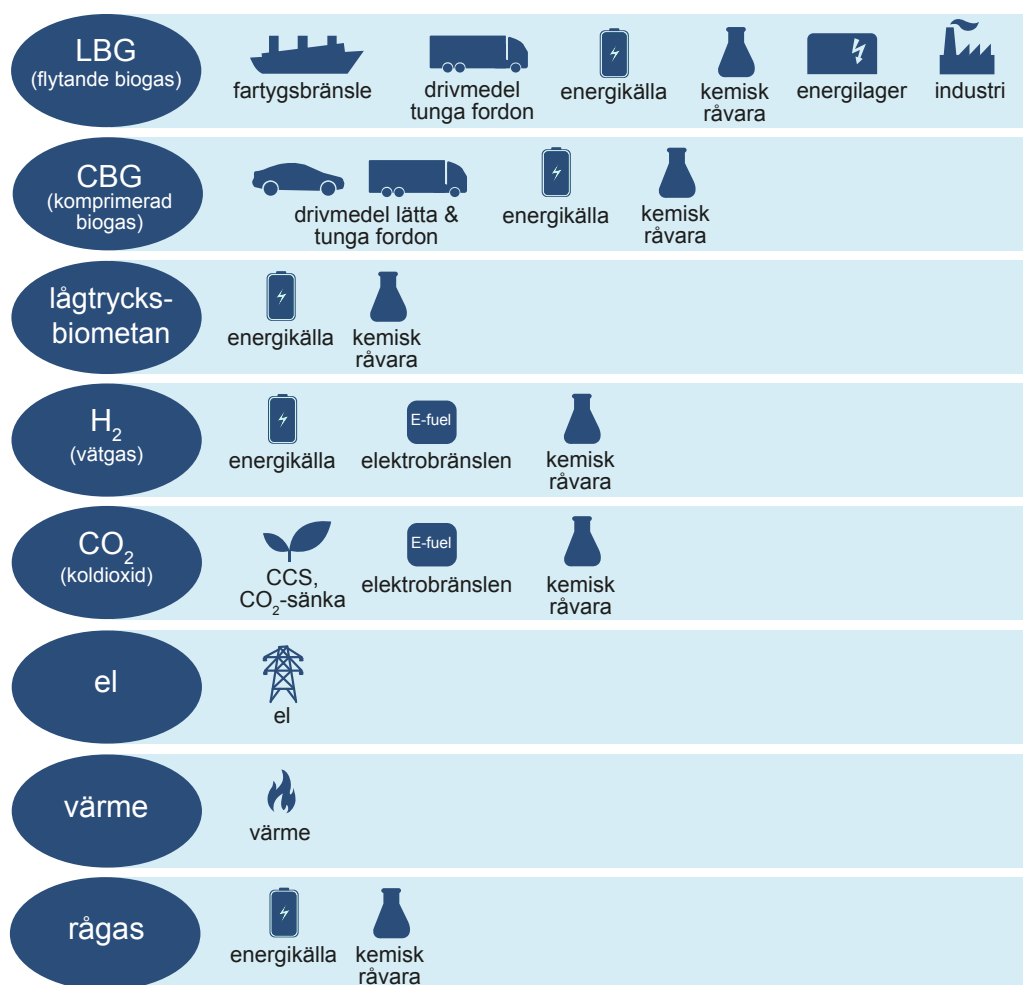 LBG
(flytande biogas)
fartygsbränsle
drivmedel
tunga fordon
energikälla
kemisk
råvara
energilager
industri
CBG
(komprimerad
biogas)
drivmedel lätta &
tunga fordon
energikälla
kemisk
råvara
lågtrycks-
biometan
energikälla
kemisk
råvara
H₂
(vätgas)
energikälla
E-fuel
elektrobränslen
kemisk
råvara
CO₂
(koldioxid)
CCS,
CO₂-sänka
E-fuel
elektrobränslen
kemisk
råvara
el
el
värme
värme
rågas
energikälla
kemisk
råvara